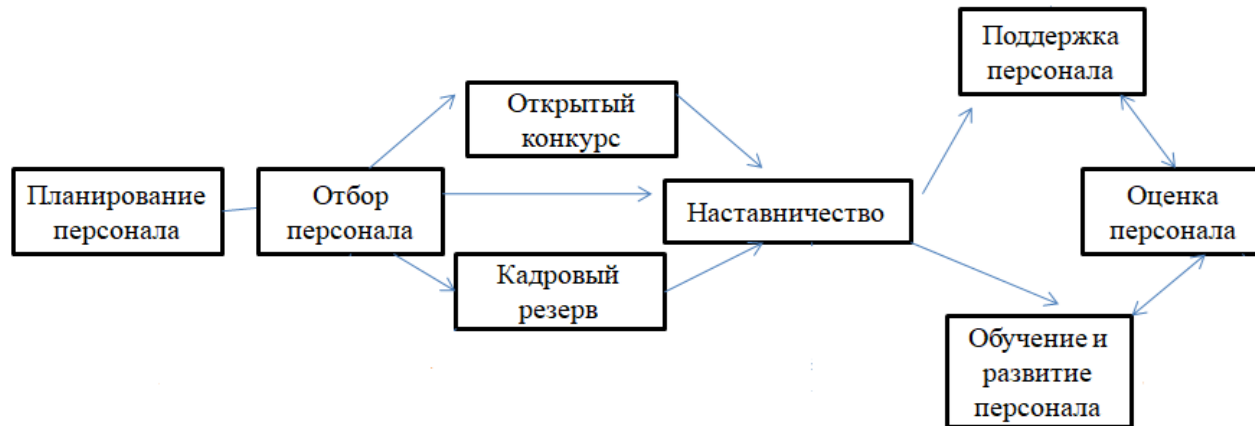 Поддержка
персонала
Открытый
конкурс
Планирование
персонала
Отбор
персонала
Наставничество
Оценка
персонала
Кадровый
резерв
Обучение и
развитие
персонала